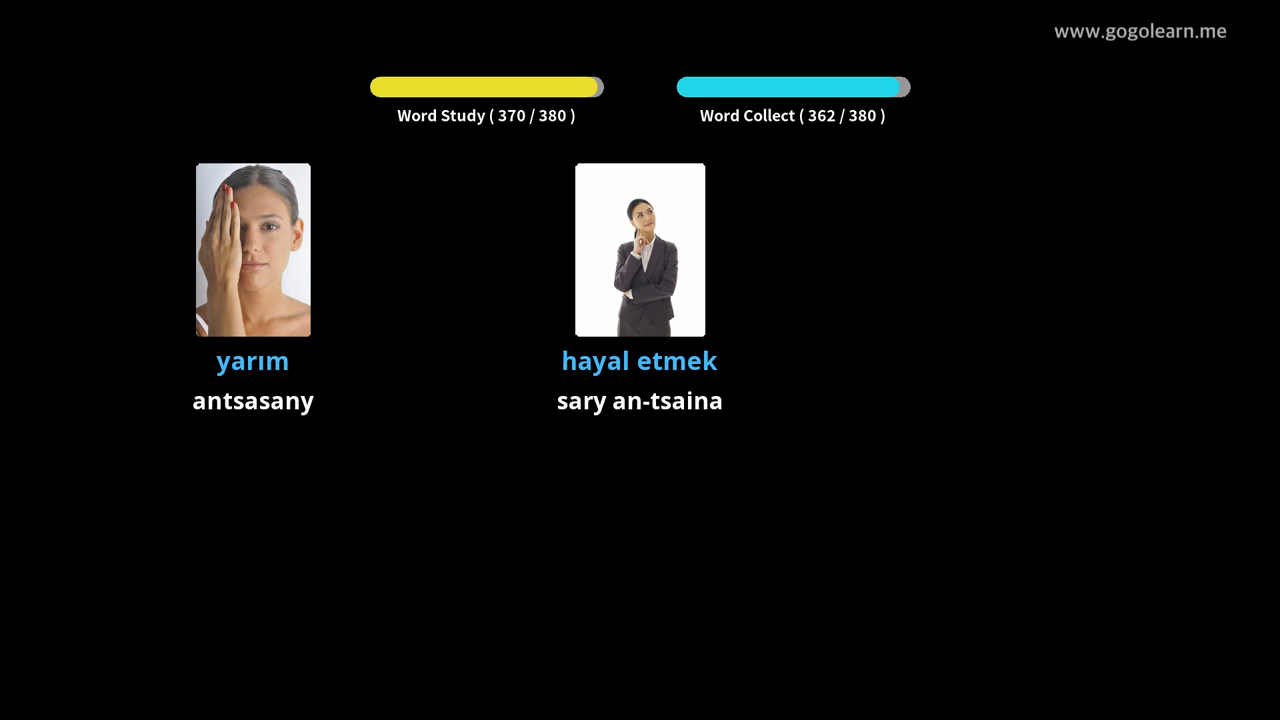 www.gogolearn.me
Word Study ( 370 / 380 )
Word Collect ( 362 / 380 )
yarım
hayal etmek
antsasany
sary an-tsaina